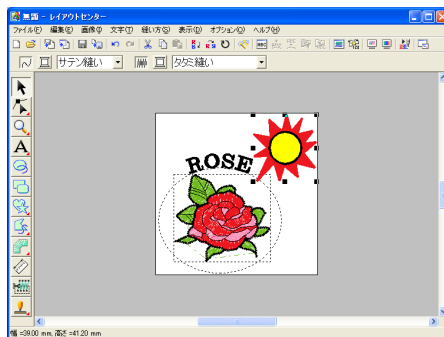 無題 - レイアウトセンター
ファイル(F) 編集(E) 画像(I) 文字(T) 縫い方(S) 表示(D) オプション(O) ヘルプ(H)
ABC
サテン縫い タタミ縫い
A
ROSE
幅 =39.00 mm, 高さ =41.20 mm